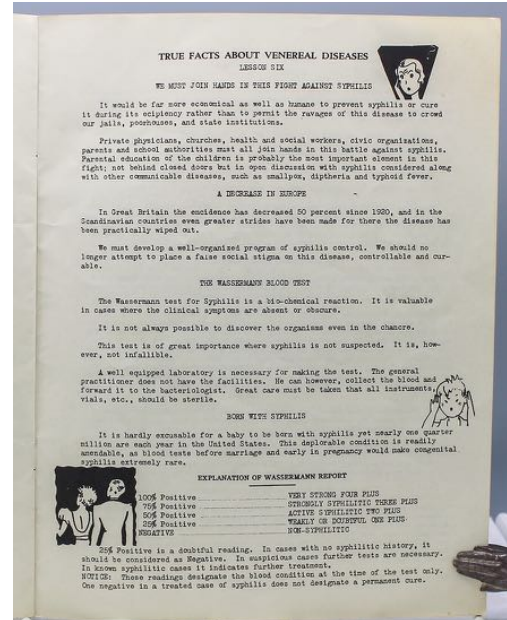 TRUE FACTS ABOUT VENEREAL DISEASES
LESSON SIX
WE MUST JOIN HANDS IN THIS FIGHT AGAINST SYPHILIS
It would be far more economical as well as humane to prevent syphilis or cure
it during its ecipiency rather than to permit the ravages of this disease to crowd
our jails, poorhouses, and state institutions.
Private physicians, churches, health and social workers, civic organizations,
parents and school authorities must all join hands in this battle against syphilis.
Parental education of the children is probably the most important element in this
fight; not behind closed doors but in open discussion with syphilis considered along
with other communicable diseases, such as smallpox, diptheria and typhoid fever.
A DECREASE IN EUROPE
In Great Britain the encidence has decreased 50 percent since 1920, and in the
Scandinavian countries even greater strides have been made for there the disease has
been practically wiped out.
We must develop a well-organized program of syphilis control. We should no
longer attempt to place a false social stigma on this disease, controllable and cur-
able.
THE WASSERMANN BLOOD TEST
The Wassermann test for Syphilis is a bio-chemical reaction. It is valuable
in cases where the clinical symptoms are absent or obscure.
It is not always possible to discover the organisms even in the chancre.
This test is of great importance where syphilis is not suspected. It is, how-
ever, not infallible.
A well equipped laboratory is necessary for making the test. The general
practitioner does not have the facilities. He can however, collect the blood and
forward it to the bacteriologist. Great care must be taken that all instruments,
vials, etc., should be sterile.
BORN WITH SYPHILIS
It is hardly excusable for a baby to be born with syphilis yet nearly one quarter
million are each year in the United States. This deplorable condition is readily
amendable, as blood tests before marriage and early in pregnancy would make congenital
syphilis extremely rare.
EXPLANATION OF WASSERMANN REPORT
100% Positive VERY STRONG FOUR PLUS
75% Positive STRONGLY SYPHILITIC THREE PLUS
50% Positive ACTIVE SYPHILITIC TWO PLUS
25% Positive WEAKLY OR DOUBTFUL ONE PLUS
NEGATIVE NON-SYPHILITIC
25% Positive is a doubtful reading. In cases with no syphilitic history, it
should be considered as Negative. In suspicious cases further tests are necessary.
In known syphilitic cases it indicates further treatment.
NOTICE: These readings designate the blood condition at the time of the test only.
One negative in a treated case of syphilis does not designate a permanent cure.